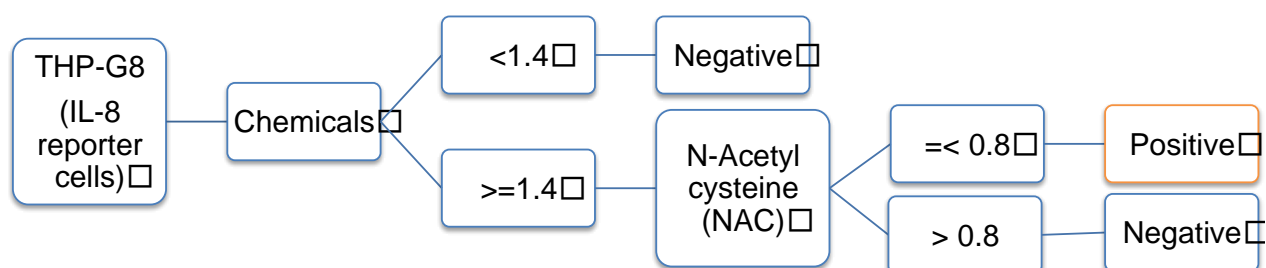 THP-G8
(IL-8
reporter
cells)□
Chemicals□
<1.4□
Negative□
>=1.4□
N-Acetyl
cysteine
(NAC)□
=< 0.8□
Positive□
> 0.8
Negative□